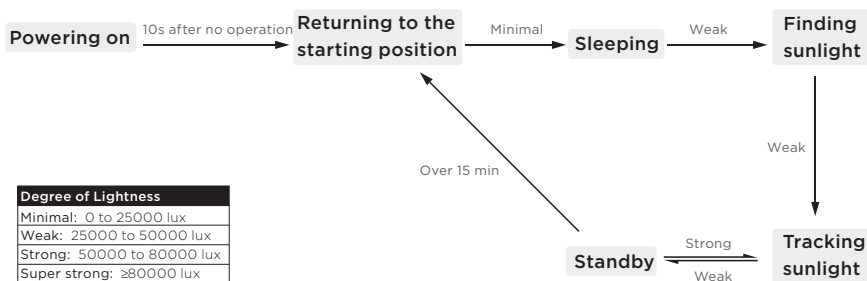 Powering on
10s after no operation
Returning to the
starting position
Minimal
Sleeping
Weak
Finding
sunlight
Weak
Over 15 min
Degree of Lightness
Minimal: 0 to 25000 lux
Weak: 25000 to 50000 lux
Strong: 50000 to 80000 lux
Super strong: ≥80000 lux
Standby
Strong
Weak
Tracking
sunlight